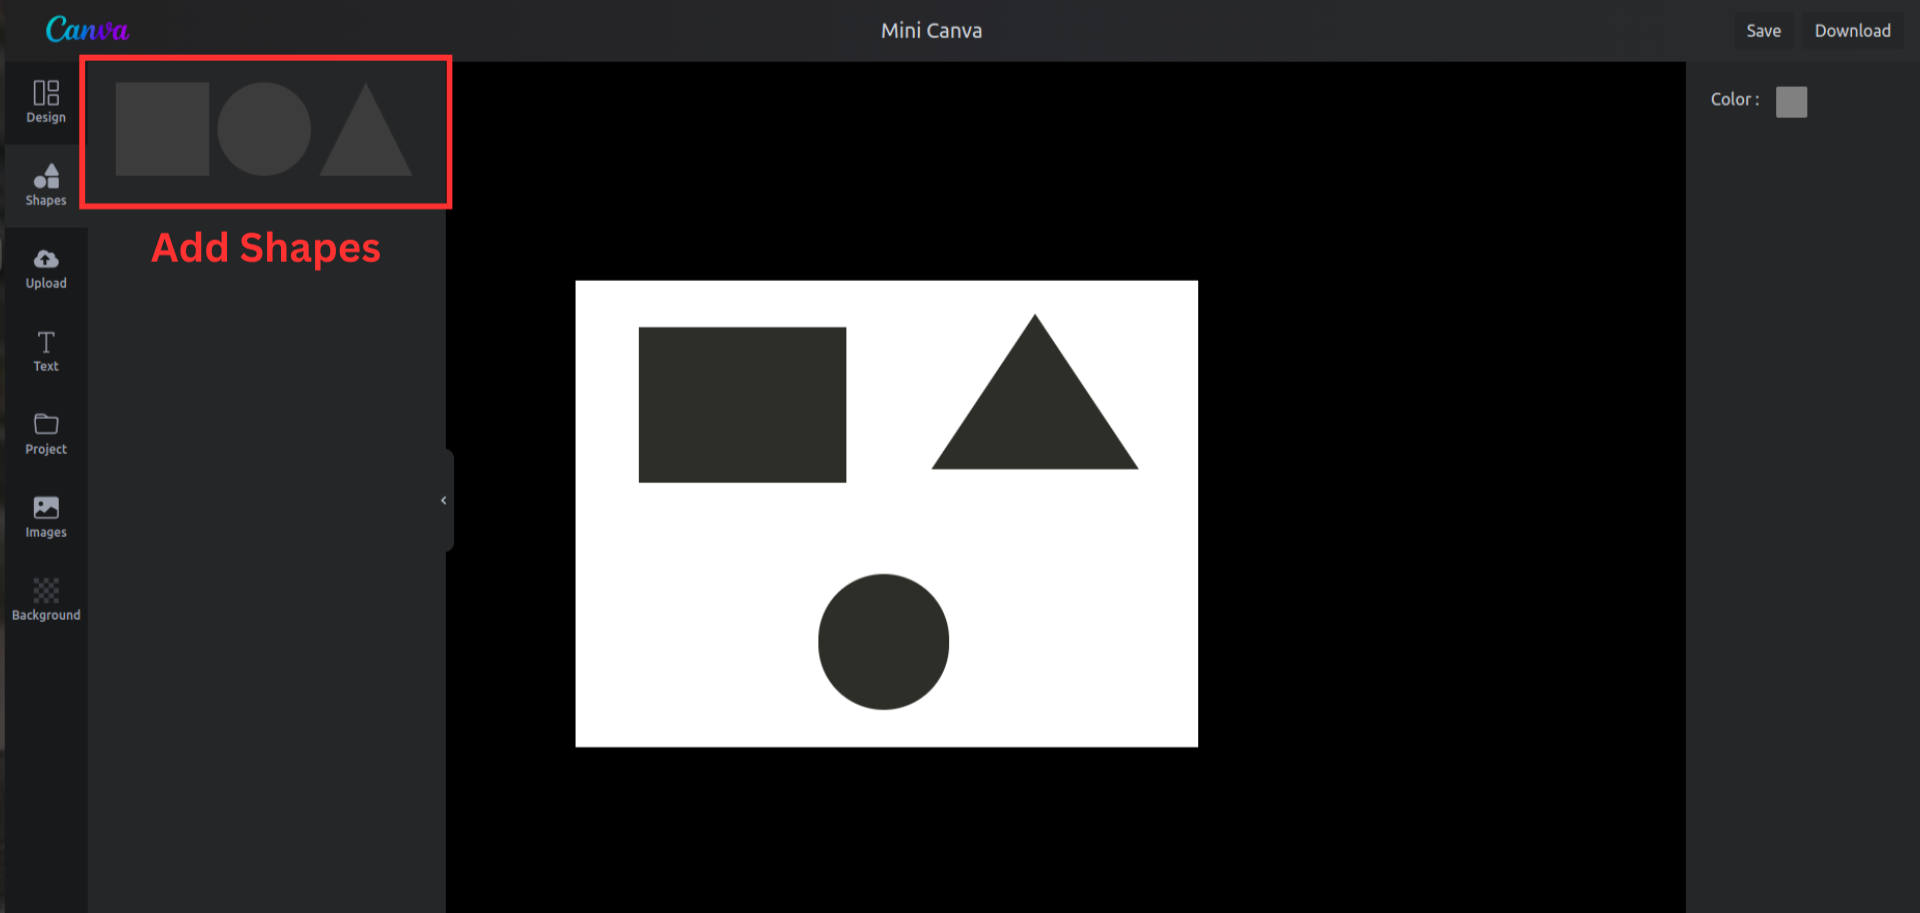 Canva
Mini Canva
Save
Download
Design
Shapes
Upload
Text
Project
Images
Background
Add Shapes
Color :